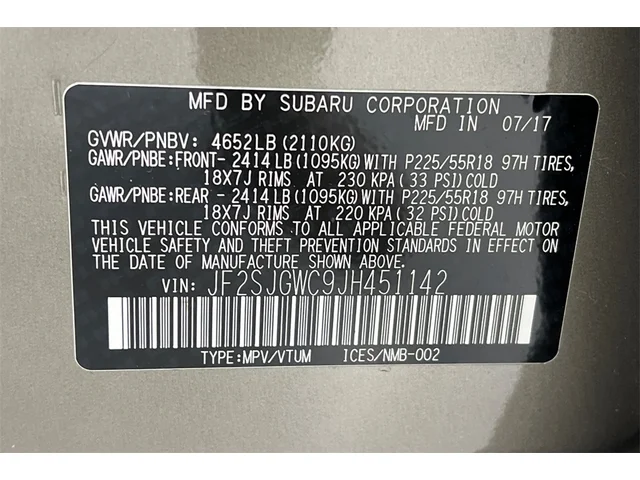 MFD BY SUBARU CORPORATION
MFD IN 07/17
GVWR/PNBV: 4652LB(2110KG)
GAWR/PNBE:FRONT- 2414LB(1095KG)WITH P225/55R18 97H TIRES,
18X7J RIMS AT 230 KPA(33 PSI)COLD
GAWR/PNBE:REAR - 2414LB(1095KG)WITH P225/55R18 97H TIRES,
18X7J RIMS AT 220 KPA(32 PSI)COLD
THIS VEHICLE CONFORMS TO ALL APPLICABLE FEDERAL MOTOR
VEHICLE SAFETY AND THEFT PREVENTION STANDARDS IN EFFECT ON
THE DATE OF MANUFACTURE SHOWN ABOVE.
VIN: JF2SJGWC9JH451142
TYPE:MPV/VTUM ICES/NMB-002